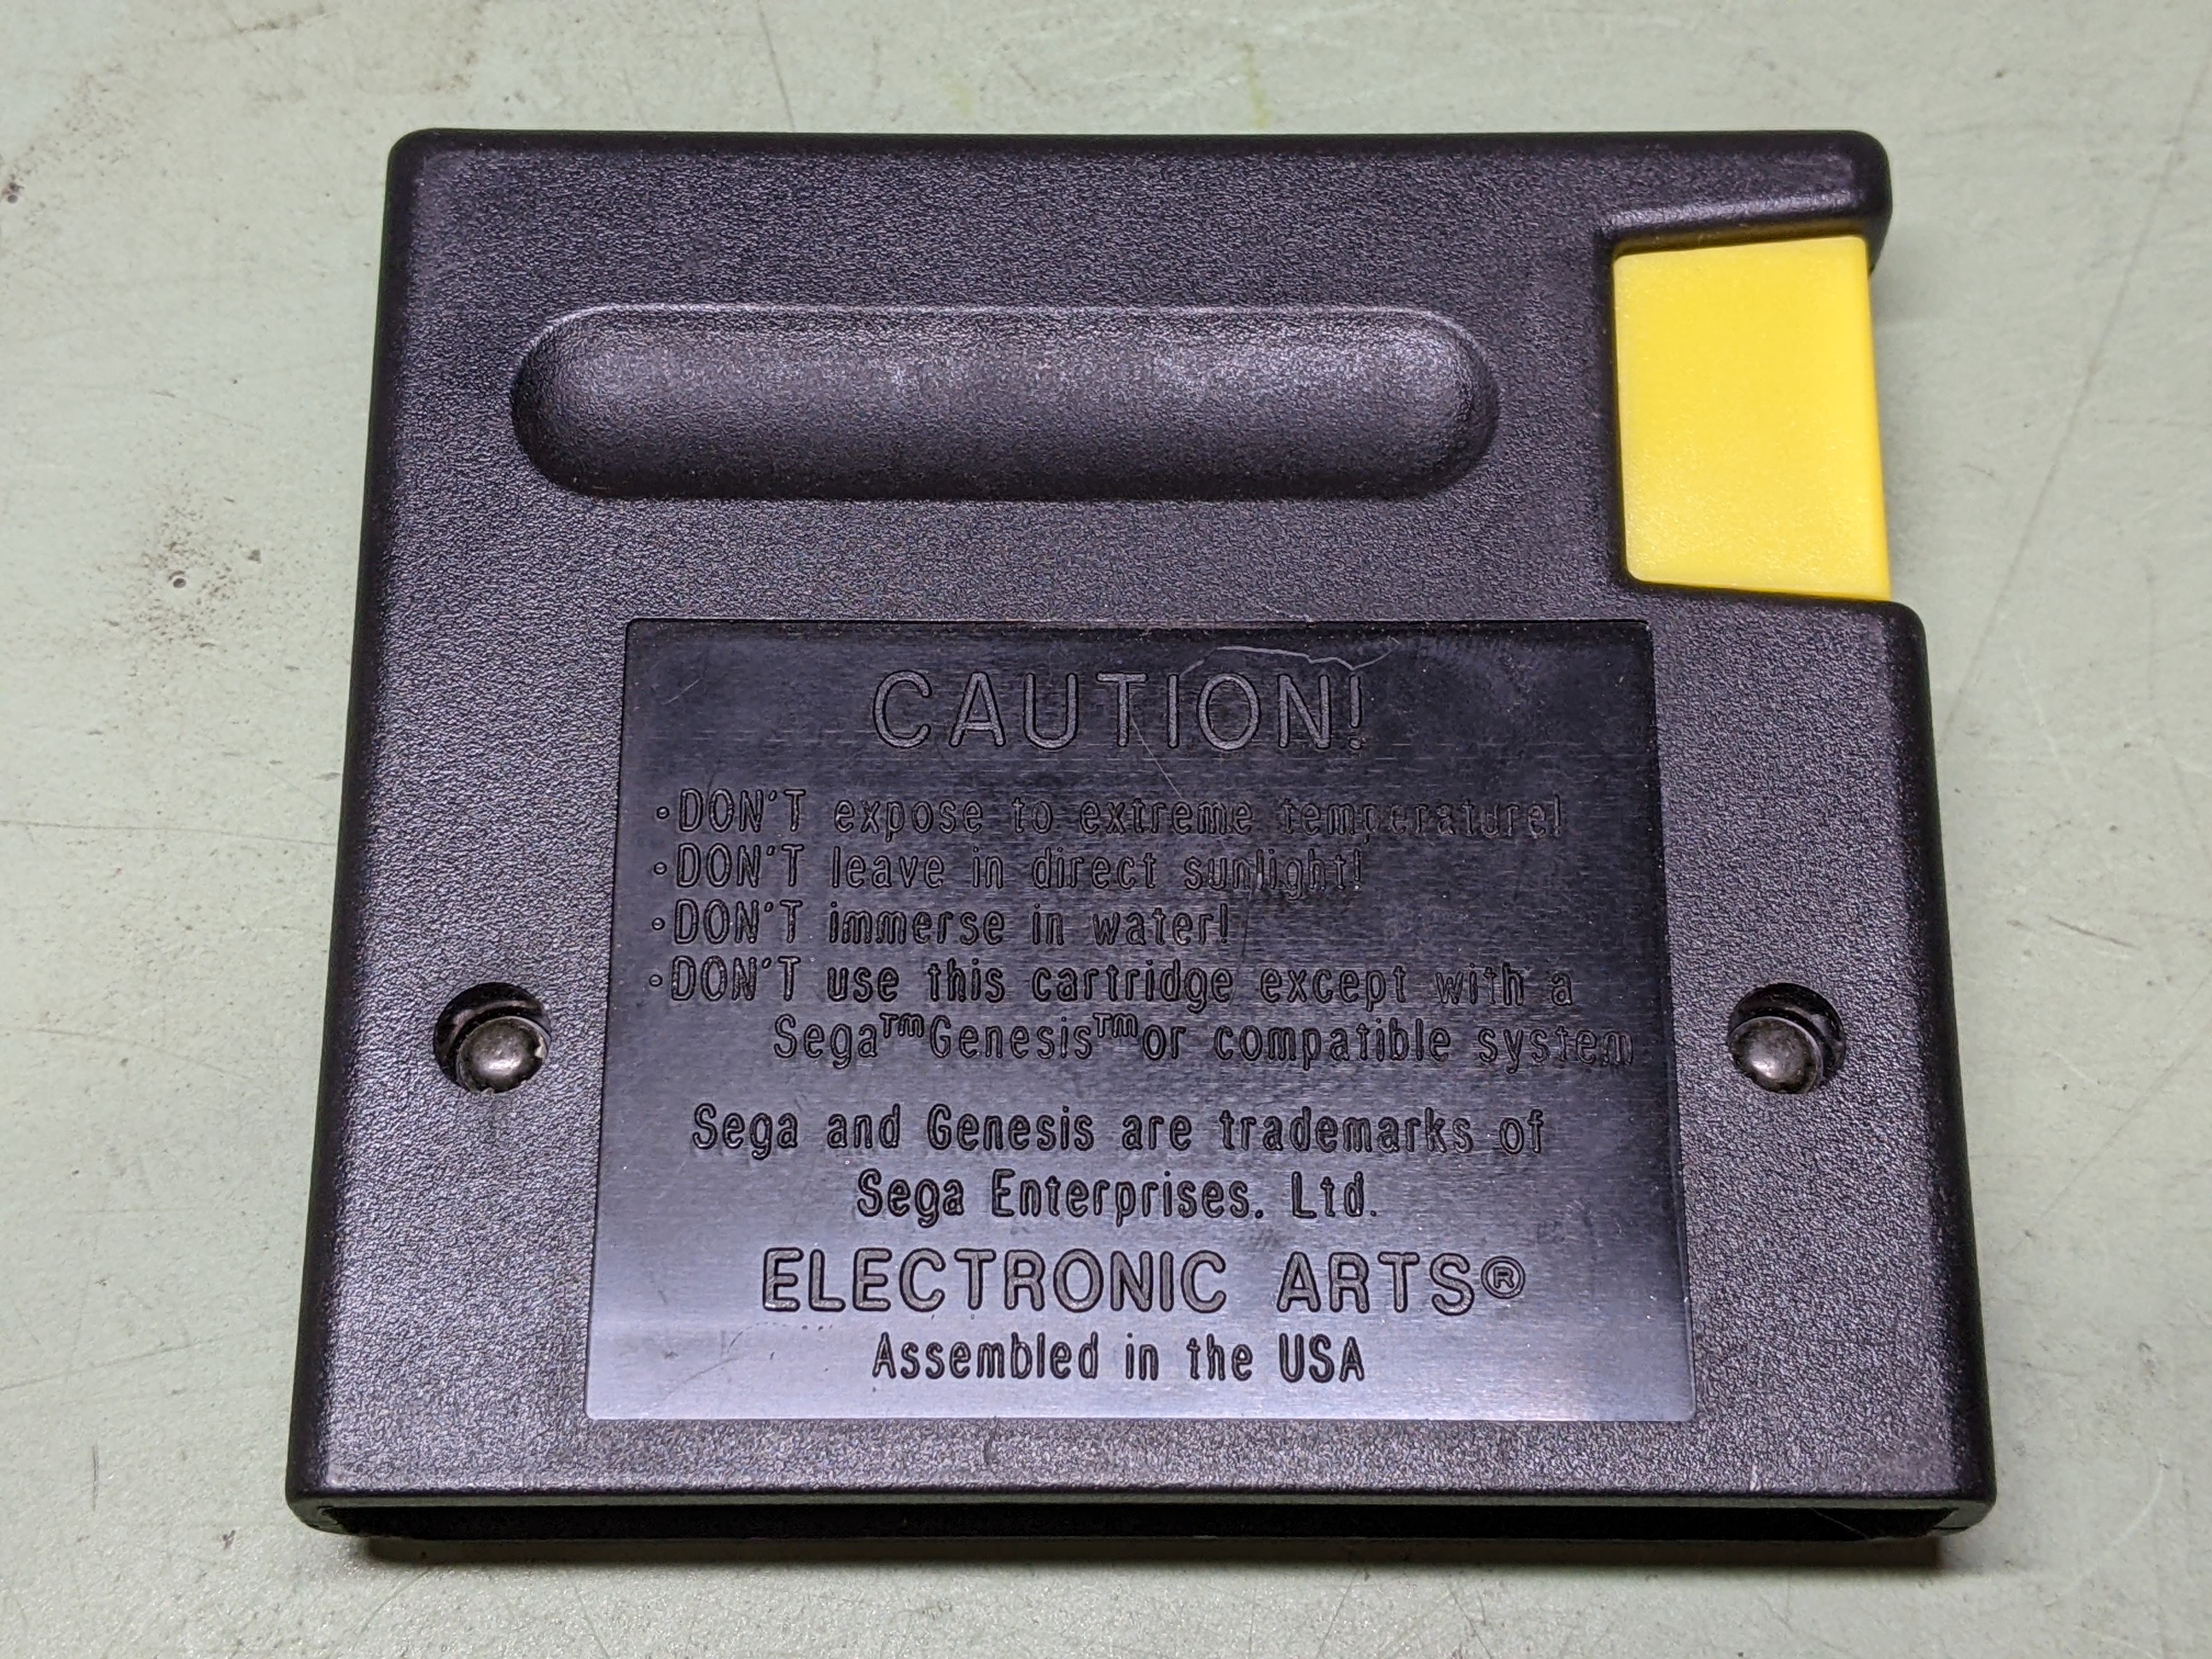 CAUTION!
·DON'T expose to extreme temperature!
·DON'T leave in direct sunlight!
·DON'T immerse in water!
·DON'T use this cartridge except with a
Sega™Genesis™or compatible system
Sega and Genesis are trademarks of
Sega Enterprises. Ltd.
ELECTRONIC ARTS®
Assembled in the USA